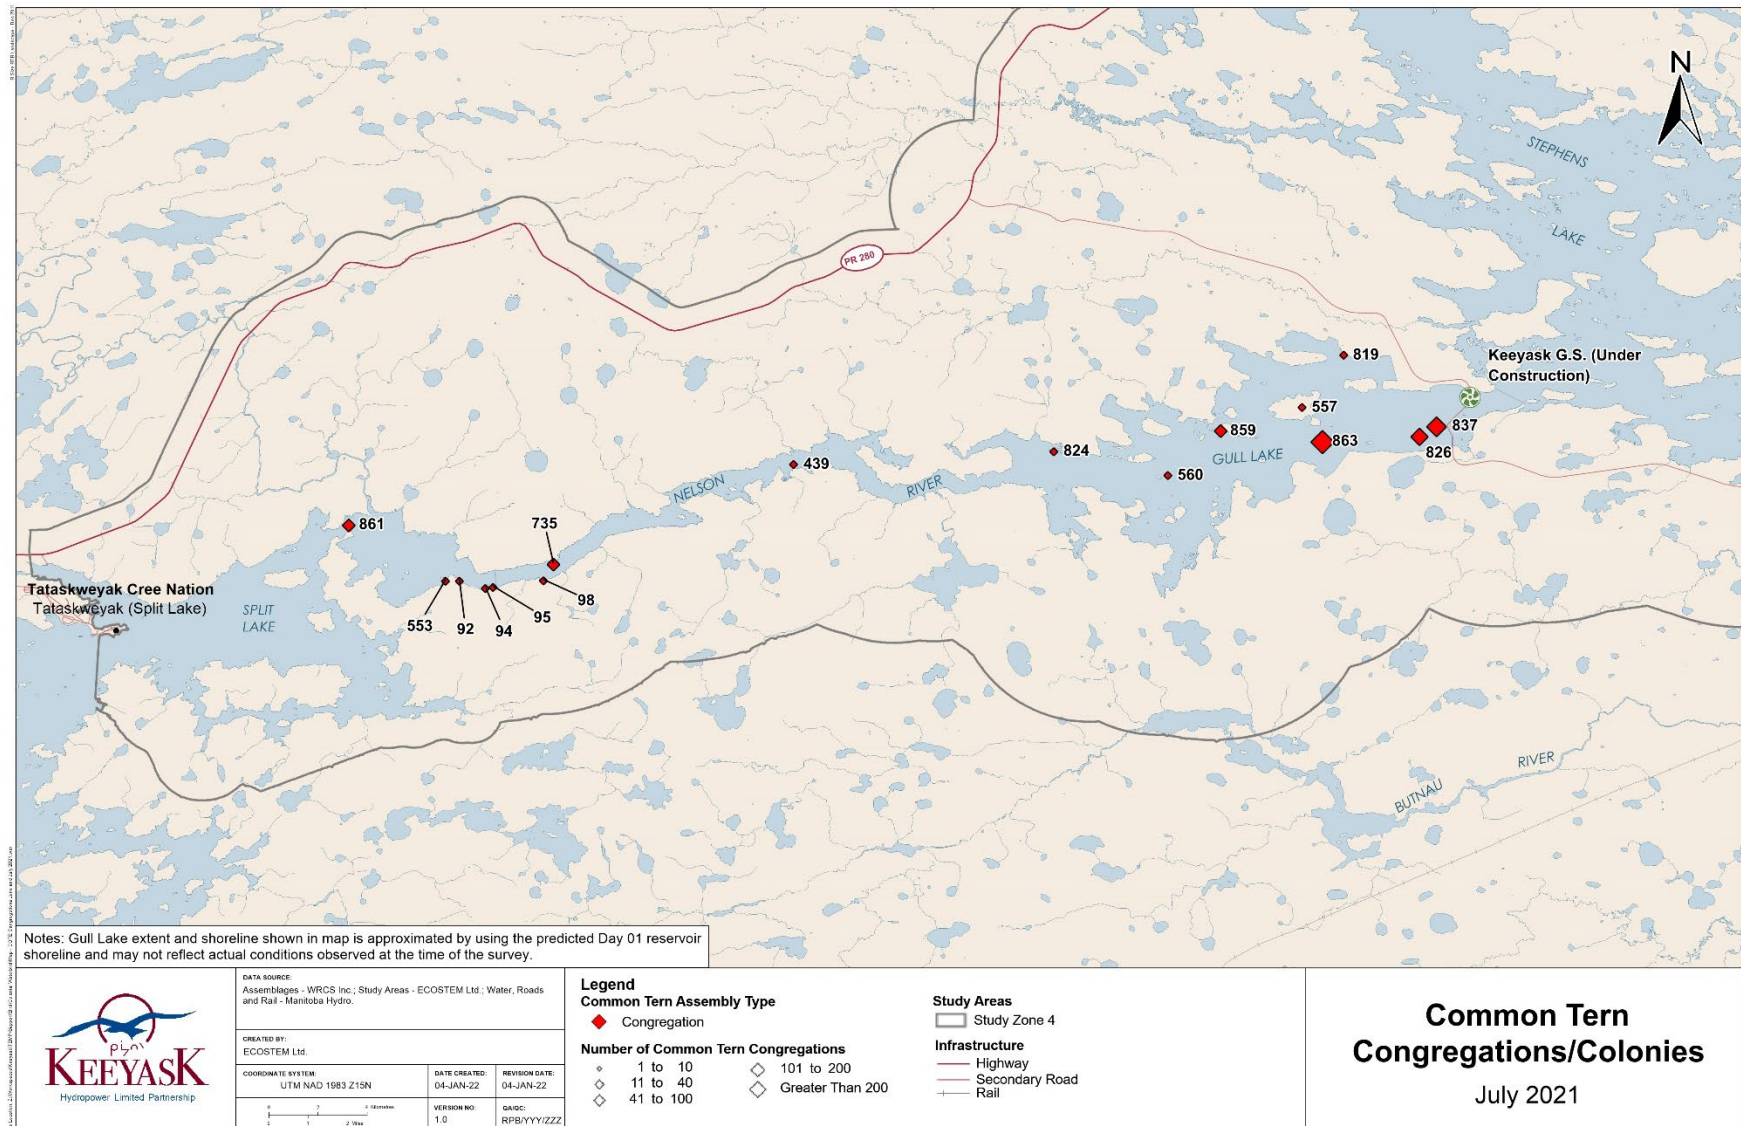 N
STEPHENS
LAKE
PR 280
819
Keeyask G.S. (Under
Construction)
557
859
863
837
826
GULL LAKE
824
560
439
NELSON
RIVER
861
735
553
92
94
95
98
Tataskweyak Cree Nation
Tataskweyak (Split Lake)
SPLIT
LAKE
RIVER
BUTNAU
Notes: Gull Lake extent and shoreline shown in map is approximated by using the predicted Day 01 reservoir
shoreline and may not reflect actual conditions observed at the time of the survey.
KEEYASK
Hydropower Limited Partnership
DATA SOURCE:
Assemblages - WRCS Inc.; Study Areas - ECOSTEM Ltd.; Water, Roads
and Rail - Manitoba Hydro.
CREATED BY:
ECOSTEM Ltd.
COORDINATE SYSTEM:
UTM NAD 1983 Z15N
DATE CREATED:
04-JAN-22
REVISION DATE:
04-JAN-22
VERSION NO:
1.0
QA/QC:
RPB/YYY/ZZZ
Legend
Common Tern Assembly Type
Congregation
Number of Common Tern Congregations
1 to 10
11 to 40
41 to 100
101 to 200
Greater Than 200
Study Areas
Study Zone 4
Infrastructure
Highway
Secondary Road
Rail
Common Tern
Congregations/Colonies
July 2021